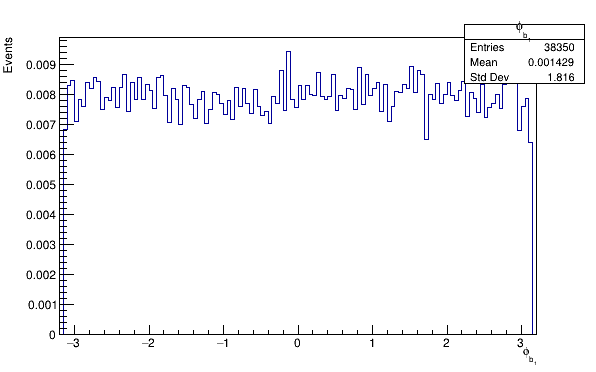 ϕ_b₁
Entries 38350
Mean 0.001429
Std Dev 1.816
Events
0.009
0.008
0.007
0.006
0.005
0.004
0.003
0.002
0.001
0
−3 −2 −1 0 1 2 3
ϕ_b₁